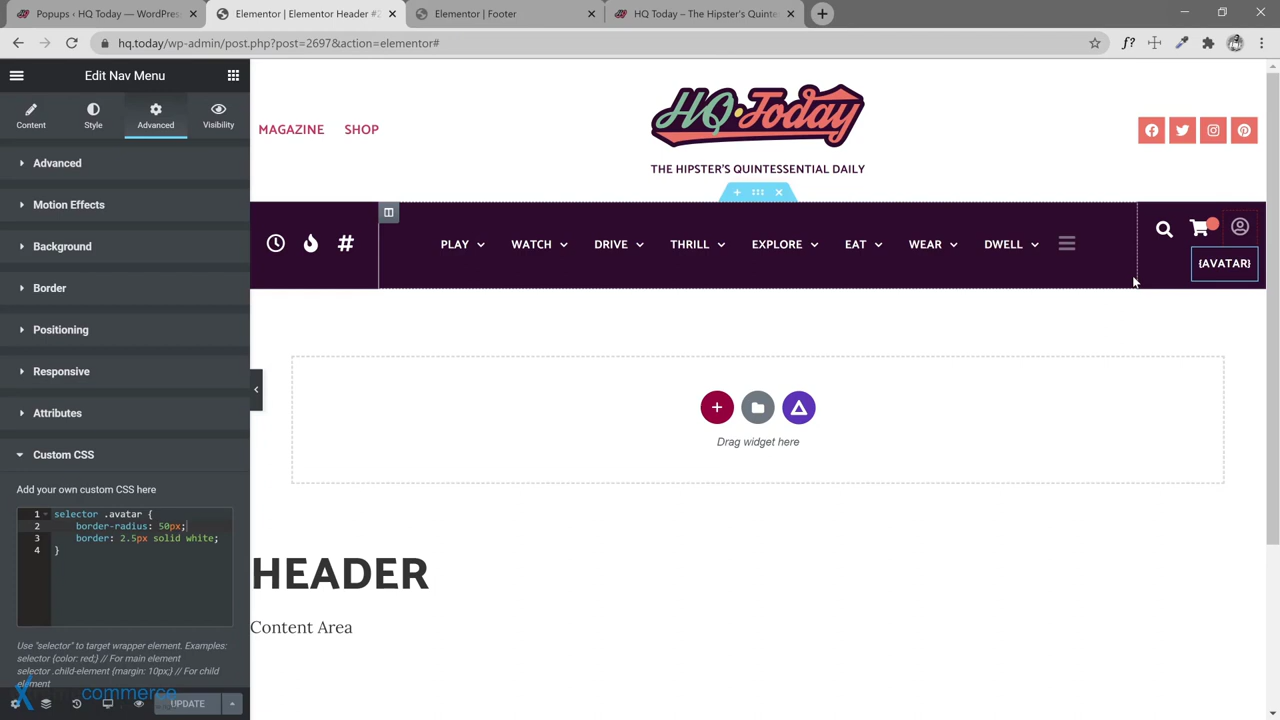 Popups ‹ HQ Today — WordPres
Elementor | Elementor Header #2
Elementor | Footer
HQ Today – The Hipster's Quinte
hq.today/wp-admin/post.php?post=2697&action=elementor#
Edit Nav Menu
Content
Style
Advanced
Visibility
Advanced
Motion Effects
Background
Border
Positioning
Responsive
Attributes
Custom CSS
Add your own custom CSS here
1 selector .avatar {
2 border-radius: 50px;
3 border: 2.5px solid white;
4 }
Use "selector" to target wrapper element. Examples:
selector {color: red;} // For main element
selector .child-element {margin: 10px;} // For child
element
commerce
UPDATE
MAGAZINE SHOP
HQ Today
THE HIPSTER'S QUINTESSENTIAL DAILY
PLAY WATCH DRIVE THRILL EXPLORE EAT WEAR DWELL
{AVATAR}
Drag widget here
HEADER
Content Area